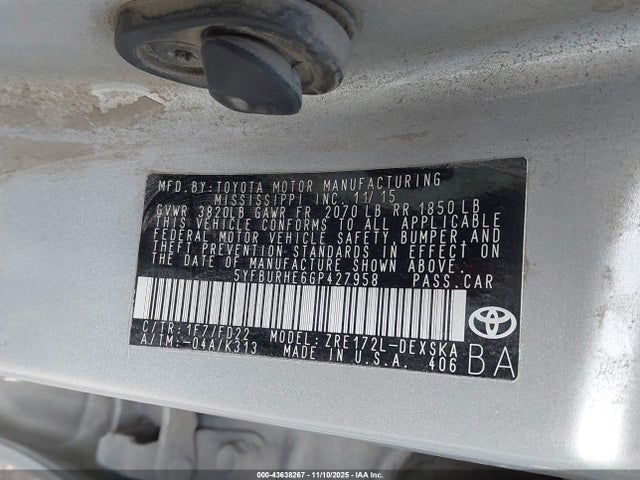 MFD. BY: TOYOTA MOTOR MANUFACTURING
MISSISSIPPI INC. 11/15
GVWR 3820LB GAWR FR 2070 LB RR 1850 LB
THIS VEHICLE CONFORMS TO ALL APPLICABLE
FEDERAL MOTOR VEHICLE SAFETY, BUMPER, AND
THEFT PREVENTION STANDARDS IN EFFECT ON
THE DATE OF MANUFACTURE SHOWN ABOVE.
5YFBURHE6GP427958 PASS.CAR
C/TR: 1F7/FD22 MODEL: ZRE172L-DEXSKA
A/TM: -04A/K313 MADE IN U.S.A. 406
BA
000-43638267 - 11/10/2025 - IAA Inc.